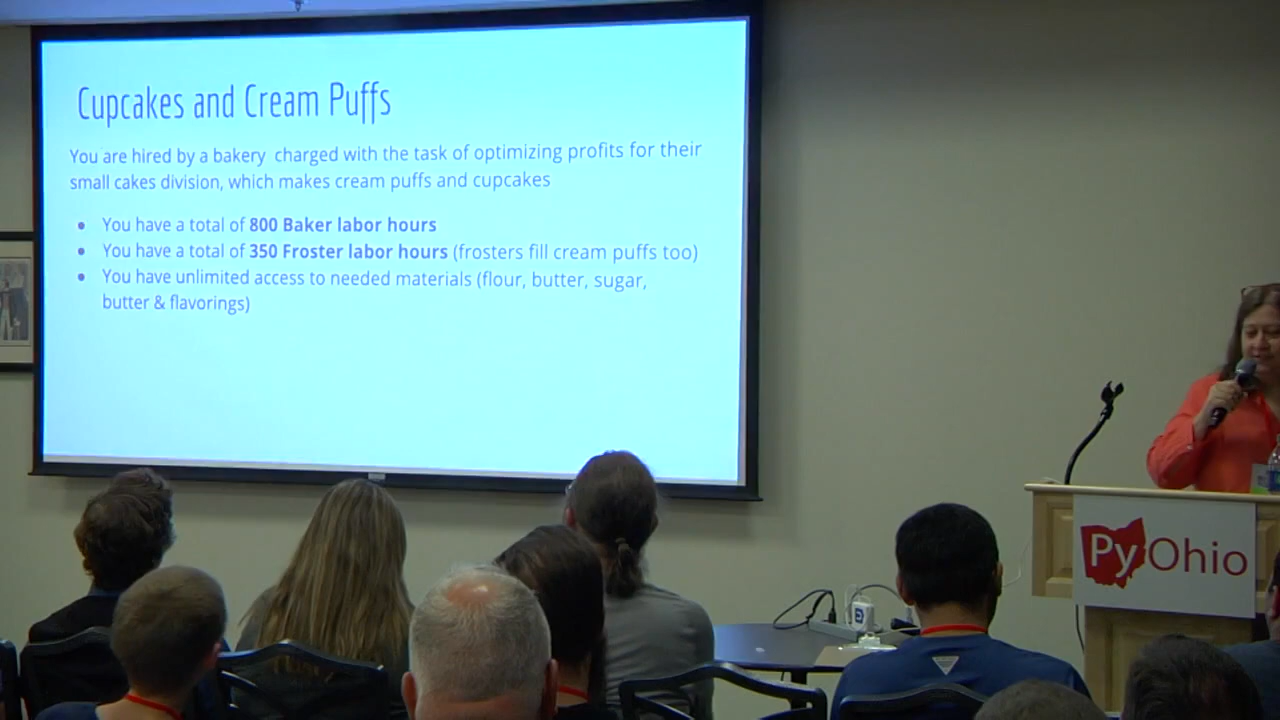 Cupcakes and Cream Puffs
You are hired by a bakery charged with the task of optimizing profits for their
small cakes division, which makes cream puffs and cupcakes
• You have a total of 800 Baker labor hours
• You have a total of 350 Froster labor hours (frosters fill cream puffs too)
• You have unlimited access to needed materials (flour, butter, sugar,
butter & flavorings)
PyOhio